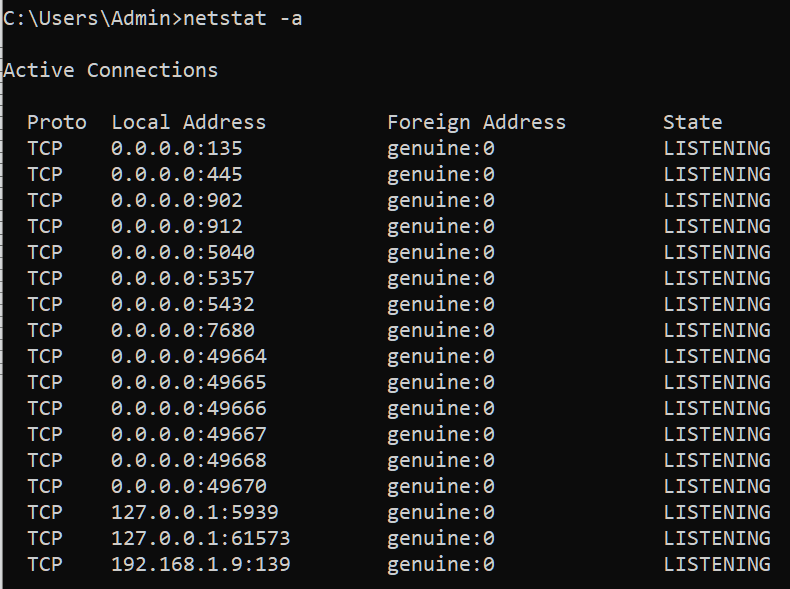 C:\Users\Admin>netstat -a
Active Connections
Proto  Local Address          Foreign Address        State
TCP    0.0.0.0:135            genuine:0              LISTENING
TCP    0.0.0.0:445            genuine:0              LISTENING
TCP    0.0.0.0:902            genuine:0              LISTENING
TCP    0.0.0.0:912            genuine:0              LISTENING
TCP    0.0.0.0:5040           genuine:0              LISTENING
TCP    0.0.0.0:5357           genuine:0              LISTENING
TCP    0.0.0.0:5432           genuine:0              LISTENING
TCP    0.0.0.0:7680           genuine:0              LISTENING
TCP    0.0.0.0:49664          genuine:0              LISTENING
TCP    0.0.0.0:49665          genuine:0              LISTENING
TCP    0.0.0.0:49666          genuine:0              LISTENING
TCP    0.0.0.0:49667          genuine:0              LISTENING
TCP    0.0.0.0:49668          genuine:0              LISTENING
TCP    0.0.0.0:49670          genuine:0              LISTENING
TCP    127.0.0.1:5939         genuine:0              LISTENING
TCP    127.0.0.1:61573        genuine:0              LISTENING
TCP    192.168.1.9:139        genuine:0              LISTENING